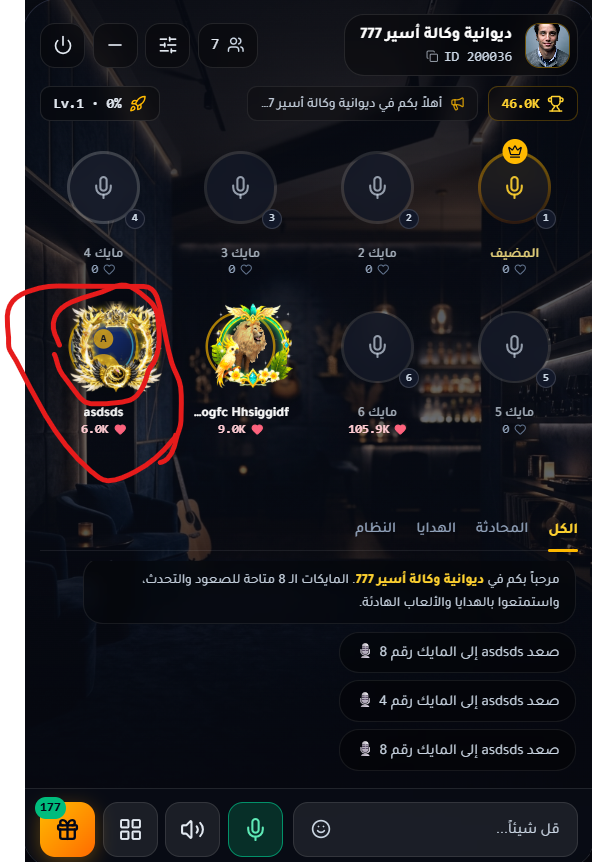 ديوانية وكالة أسير 777
ID 200036
7
46.0K
أهلاً بكم في ديوانية وكالة أسير 7...
Lv.1 · 0%
1
2
3
4
المضيف
مايك 2
مايك 3
مايك 4
0
0
0
0
5
6
A
مايك 5
مايك 6
...ogfc Hhsiggidf
asdsds
0
105.9K
9.0K
6.0K
الكل
المحادثة
الهدايا
النظام
مرحباً بكم في ديوانية وكالة أسير 777. المايكات الـ 8 متاحة للصعود والتحدث،
واستمتعوا بالهدايا والألعاب الهادئة.
صعد asdsds إلى المايك رقم 8
صعد asdsds إلى المايك رقم 4
صعد asdsds إلى المايك رقم 8
قل شيئاً...
177